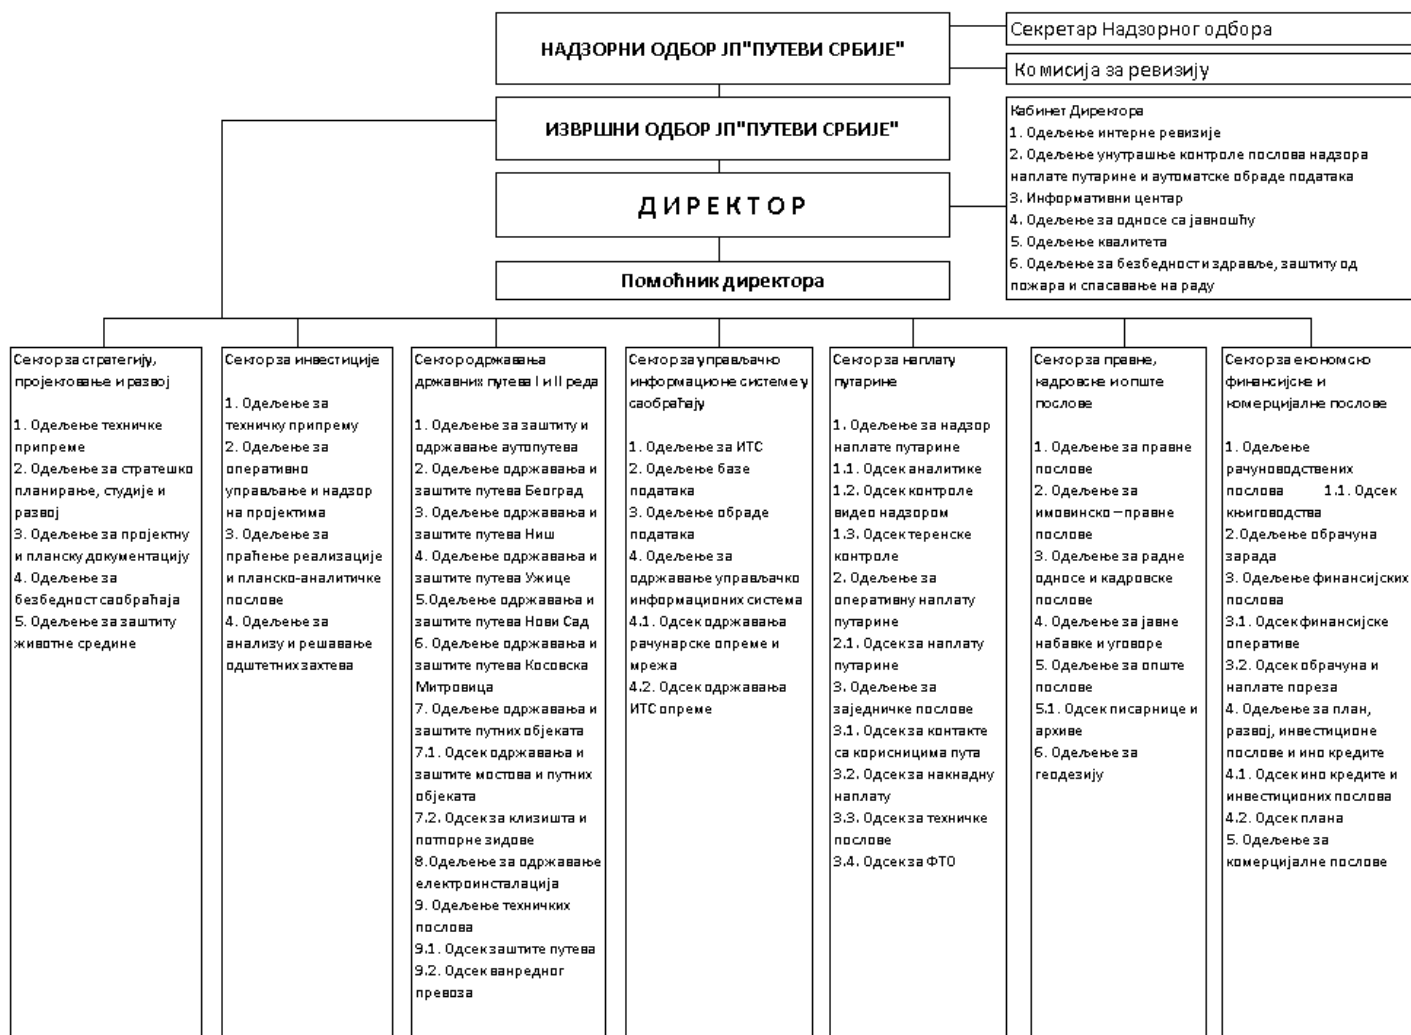 НАДЗОРНИ ОДБОР ЈП"ПУТЕВИ СРБИЈЕ"
Секретар Надзорног одбора
Комисија за ревизију
ИЗВРШНИ ОДБОР ЈП"ПУТЕВИ СРБИЈЕ"
Кабинет Директора
1. Одељење интерне ревизије
2. Одељење унутрашње контроле послова надзора
наплате путарине и аутоматске обраде података
3. Информативни центар
4. Одељење за односе са јавношћу
5. Одељење квалитета
6. Одељење за безбедност и здравље, заштиту од
пожара и спасавање на раду
ДИРЕКТОР
Помоћник директора
Сектор за стратегију,
пројектовање и развој
1. Одељење техничке
припреме
2. Одељење за стратешко
планирање, студије и
развој
3. Одељење за пројектну
и планску документацију
4. Одељење за
безбедност саобраћаја
5. Одељење за заштиту
животне средине
Сектор за инвестиције
1. Одељење за
техничку припрему
2. Одељење за
оперативно
управљање и надзор
на пројектима
3. Одељење за
праћење реализације
и планско-аналитичке
послове
4. Одељење за
анализу и решавање
одштетних захтева
Сектор одржавања
државних путева I и II реда
1. Одељење за заштиту и
одржавање аутопутева
2. Одељење одржавања и
заштите путева Београд
3. Одељење одржавања и
заштите путева Ниш
4. Одељење одржавања и
заштите путева Ужице
5.Одељење одржавања и
заштите путева Нови Сад
6. Одељење одржавања и
заштите путева Косовска
Митровица
7. Одељење одржавања и
заштите путних објеката
7.1. Одсек одржавања и
заштите мостова и путних
објеката
7.2. Одсек за клизишта и
потпорне зидове
8.Одељење за одржавање
електроинсталација
9. Одељење техничких
послова
9.1. Одсек заштите путева
9.2. Одсек ванредног
превоза
Сектор за управљачко
информационе системе у
саобраћају
1. Одељење за ИТС
2. Одељење базе
података
3. Одељење обраде
података
4. Одељење за
одржавање управљачко
информационих система
4.1. Одсек одржавања
рачунарске опреме и
мрежа
4.2. Одсек одржавања
ИТС опреме
Сектор за наплату
путарине
1. Одељење за надзор
наплате путарине
1.1. Одсек аналитике
1.2. Одсек контроле
видео надзором
1.3. Одсек теренске
контроле
2. Одељење за
оперативну наплату
путарине
2.1. Одсек за наплату
путарине
3. Одељење за
заједничке послове
3.1. Одсек за контакте
са корисницима пута
3.2. Одсек за накнадну
наплату
3.3. Одсек за техничке
послове
3.4. Одсек за ФТО
Сектор за правне,
кадровске и опште
послове
1. Одељење за правне
послове
2. Одељење за
имовинско – правне
послове
3. Одељење за радне
односе и кадровске
послове
4. Одељење за јавне
набавке и уговоре
5. Одељење за опште
послове
5.1. Одсек писарнице и
архиве
6. Одељење за
геодезију
Сектор за економско
финансијске и
комерцијалне послове
1. Одељење
рачуноводствених
послова 1.1. Одсек
књиговодства
2.Одељење обрачуна
зарада
3. Одељење финансијских
послова
3.1. Одсек финансијске
оперативе
3.2. Одсек обрачуна и
наплате пореза
4. Одељење за план,
развој, инвестиционе
послове и ино кредите
4.1. Одсек ино кредите и
инвестиционих послова
4.2. Одсек плана
5. Одељење за
комерцијалне послове